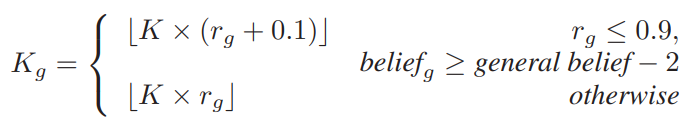 ⌊K × (r_g + 0.1)⌋ r_g ≤ 0.9,
K_g = { belief_g ≥ general belief − 2
⌊K × r_g⌋ otherwise